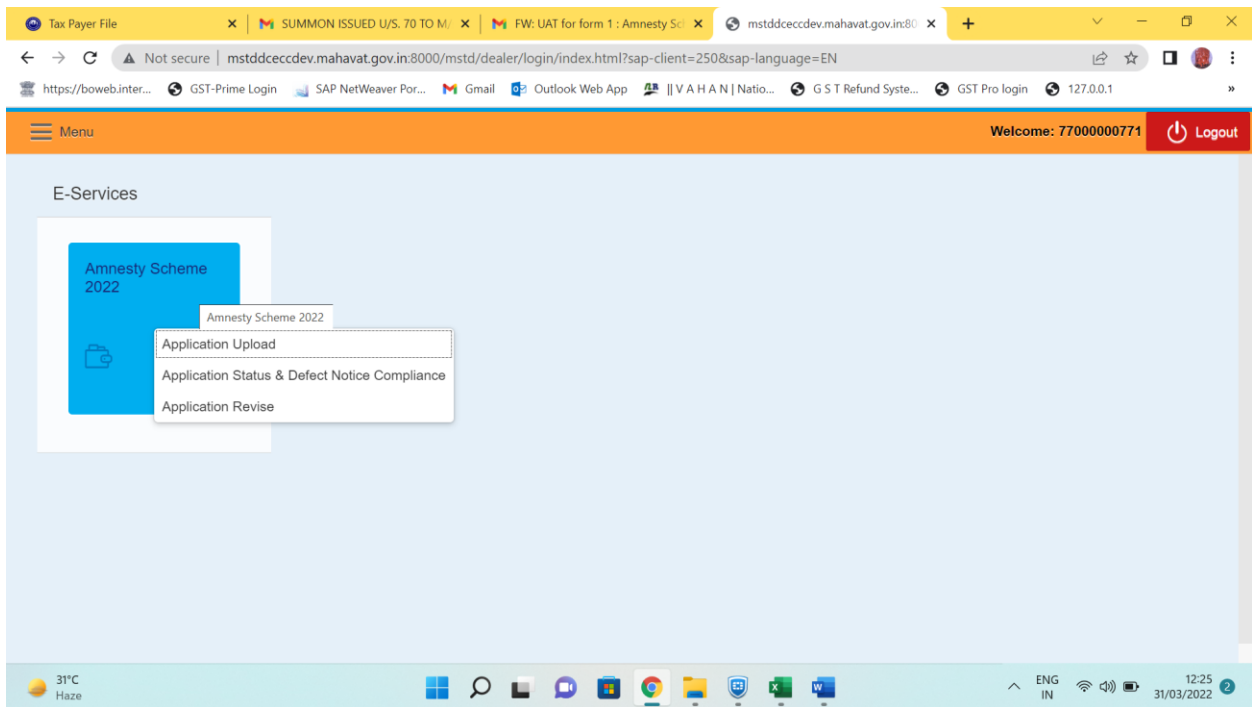 Tax Payer File
SUMMON ISSUED U/S. 70 TO M/
FW: UAT for form 1 : Amnesty Sch
mstddceccdev.mahavat.gov.in:80
Not secure | mstddceccdev.mahavat.gov.in:8000/mstd/dealer/login/index.html?sap-client=250&sap-language=EN
https://boweb.inter...
GST-Prime Login
SAP NetWeaver Por...
Gmail
Outlook Web App
|| V A H A N | Natio...
G S T Refund Syste...
GST Pro login
127.0.0.1
»
Menu
Welcome: 77000000771
Logout
E-Services
Amnesty Scheme
2022
Amnesty Scheme 2022
Application Upload
Application Status & Defect Notice Compliance
Application Revise
31°C
Haze
ENG
IN
12:25
31/03/2022
2